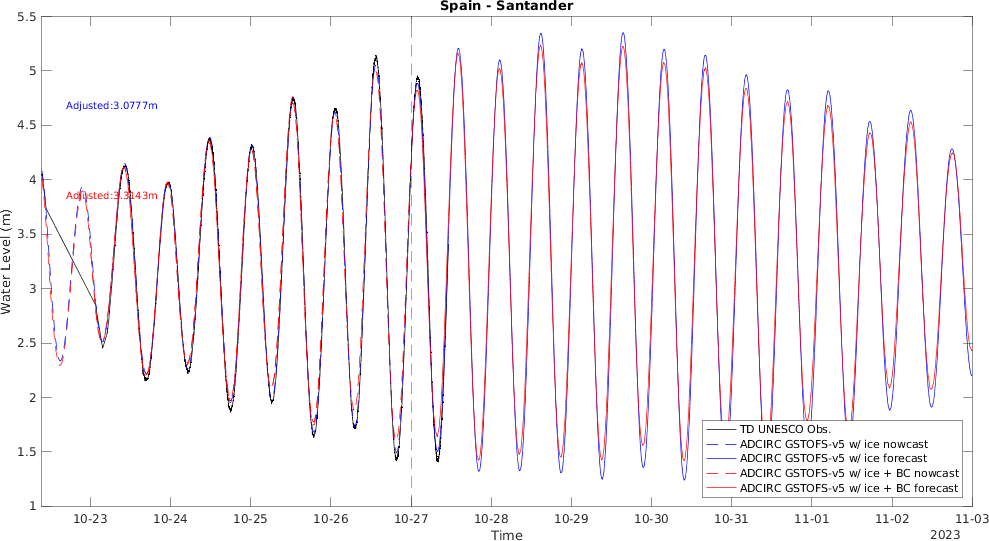 Spain - Santander
5.5
5
4.5
4
3.5
3
2.5
2
1.5
1
Water Level (m)
Adjusted:3.0777m
Adjusted:3.3143m
TD UNESCO Obs.
ADCIRC GSTOFS-v5 w/ ice nowcast
ADCIRC GSTOFS-v5 w/ ice forecast
ADCIRC GSTOFS-v5 w/ ice + BC nowcast
ADCIRC GSTOFS-v5 w/ ice + BC forecast
10-23 10-24 10-25 10-26 10-27 10-28 10-29 10-30 10-31 11-01 11-02 11-03
Time
2023